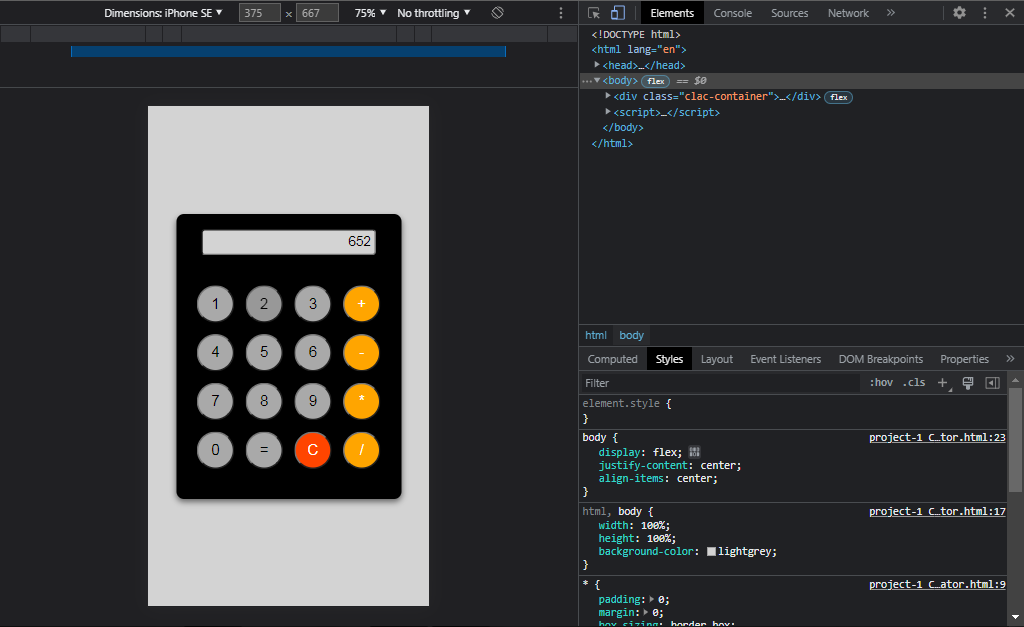 Dimensions: iPhone SE ▼ 375 × 667 75% ▼ No throttling ▼
Elements Console Sources Network »
<!DOCTYPE html>
<html lang="en">
▶<head>…</head>
…▼<body> flex == $0
▶<div class="clac-container">…</div> flex
▶<script>…</script>
</body>
</html>
652
1 2 3 +
4 5 6 -
7 8 9 *
0 = C /
html body
Computed Styles Layout Event Listeners DOM Breakpoints Properties »
Filter :hov .cls +
element.style {
}
body { project-1 C…tor.html:23
display: flex;
justify-content: center;
align-items: center;
}
html, body { project-1 C…tor.html:17
width: 100%;
height: 100%;
background-color: lightgrey;
}
* { project-1 C…ator.html:9
padding: ▶ 0;
margin: ▶ 0;
box-sizing: border-box;